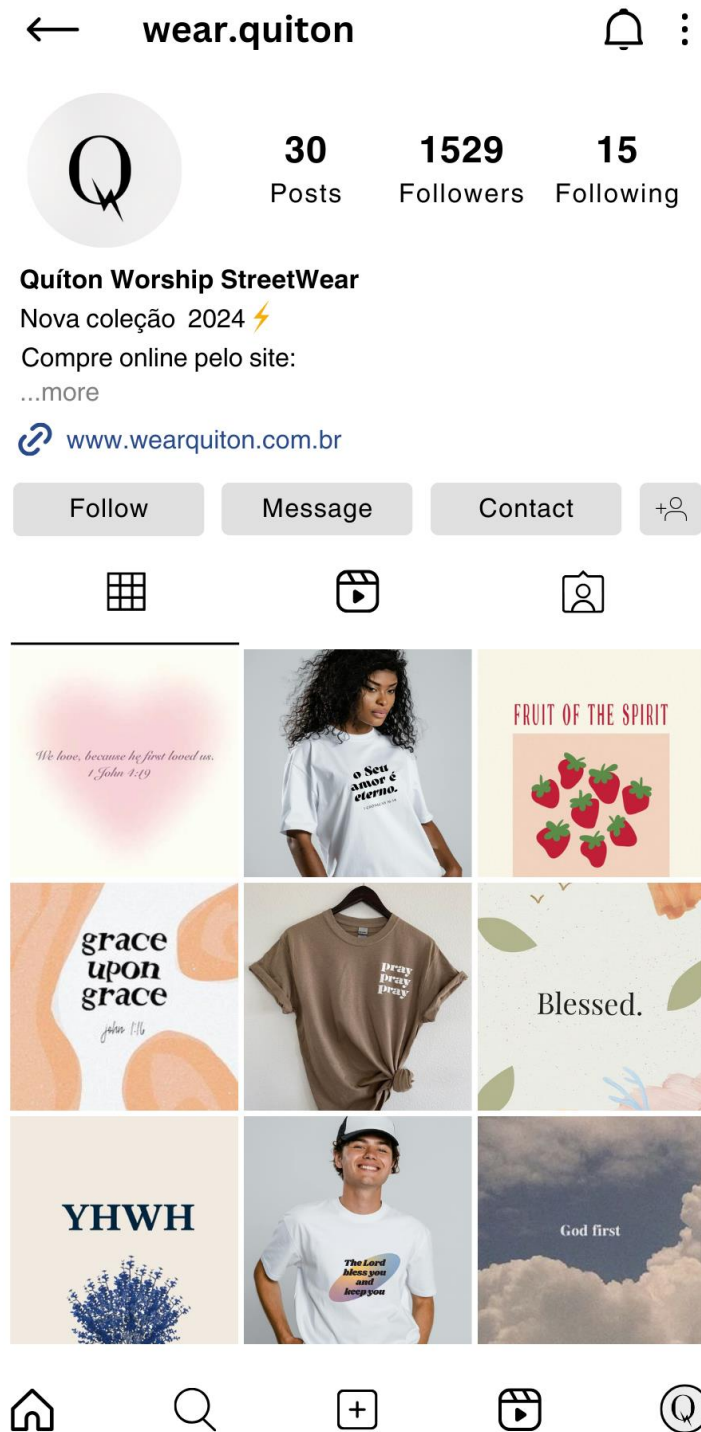 wear.quiton
Q
30 1529 15
Posts Followers Following
Quíton Worship StreetWear
Nova coleção 2024⚡
Compre online pelo site:
...more
www.wearquiton.com.br
Follow Message Contact
We love, because he first loved us.
1 John 4:19
o Seu
amor é
eterno.
FRUIT OF THE SPIRIT
grace
upon
grace
john 1:16
pray
pray
pray
Blessed.
YHWH
The Lord
bless you
and
keep you
God first
Q